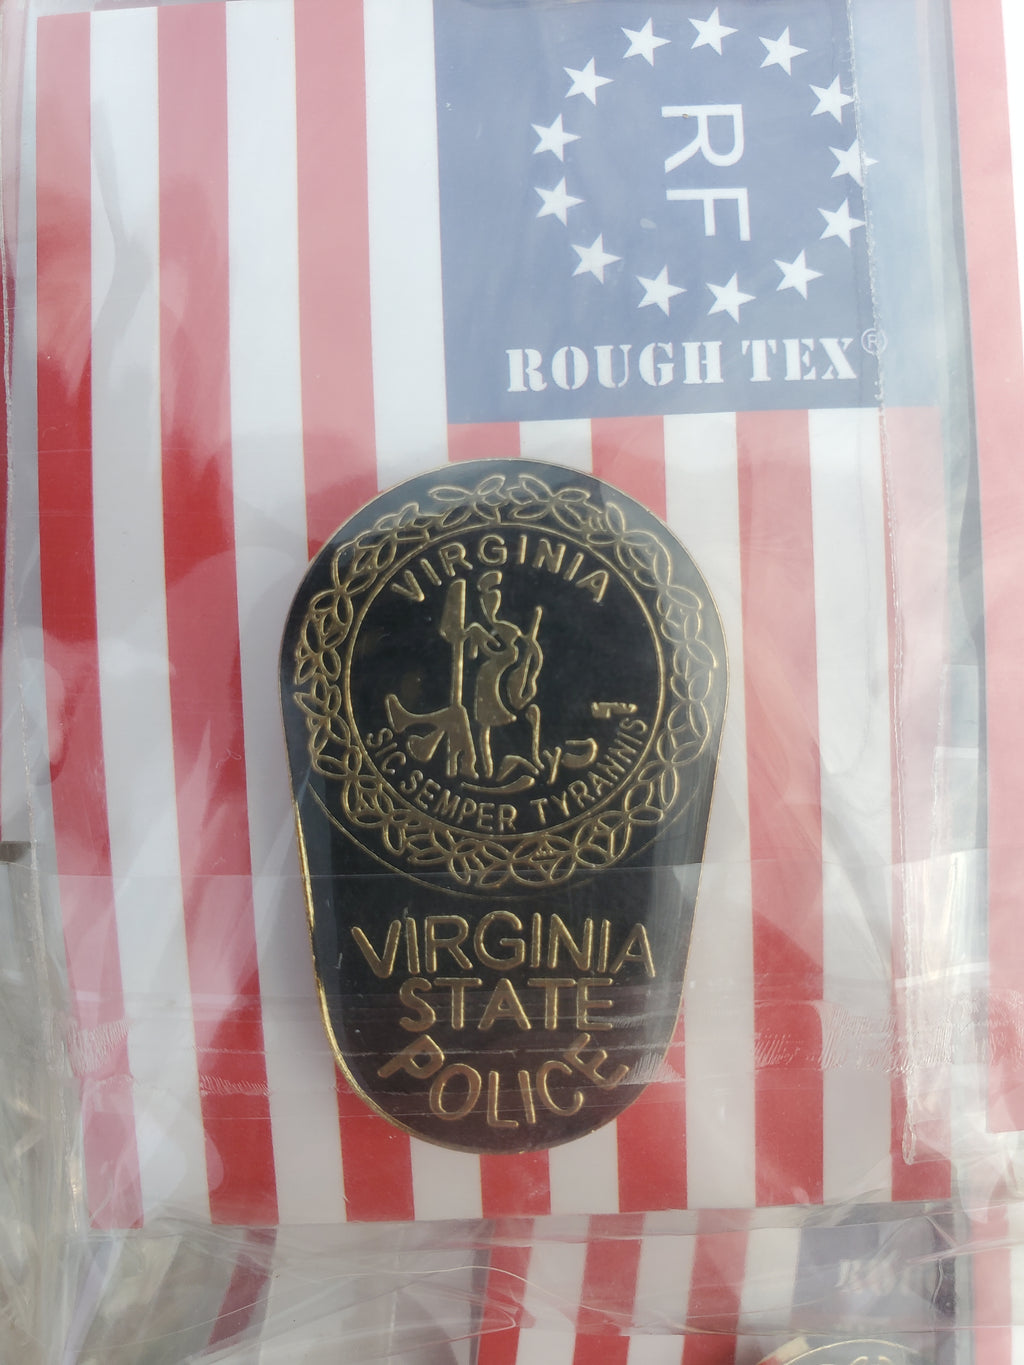 RF
ROUGH TEX®
VIRGINIA
SIC SEMPER TYRANNIS
VIRGINIA
STATE
POLICE